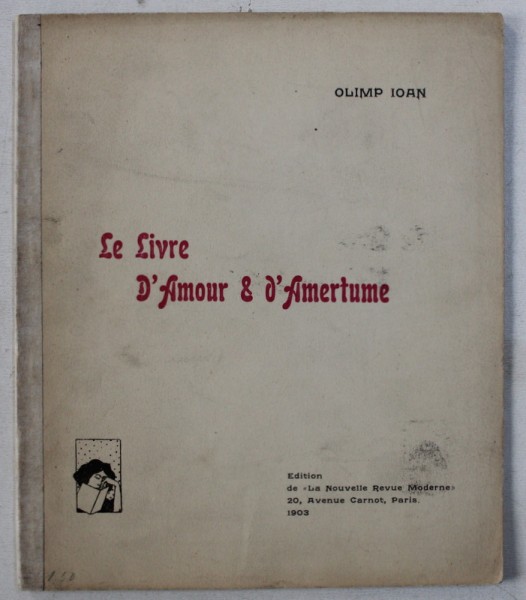 OLIMP IOAN
Le Livre
D'Amour & d'Amertume
Edition
de «La Nouvelle Revue Moderne»
20, Avenue Carnot, Paris.
1903